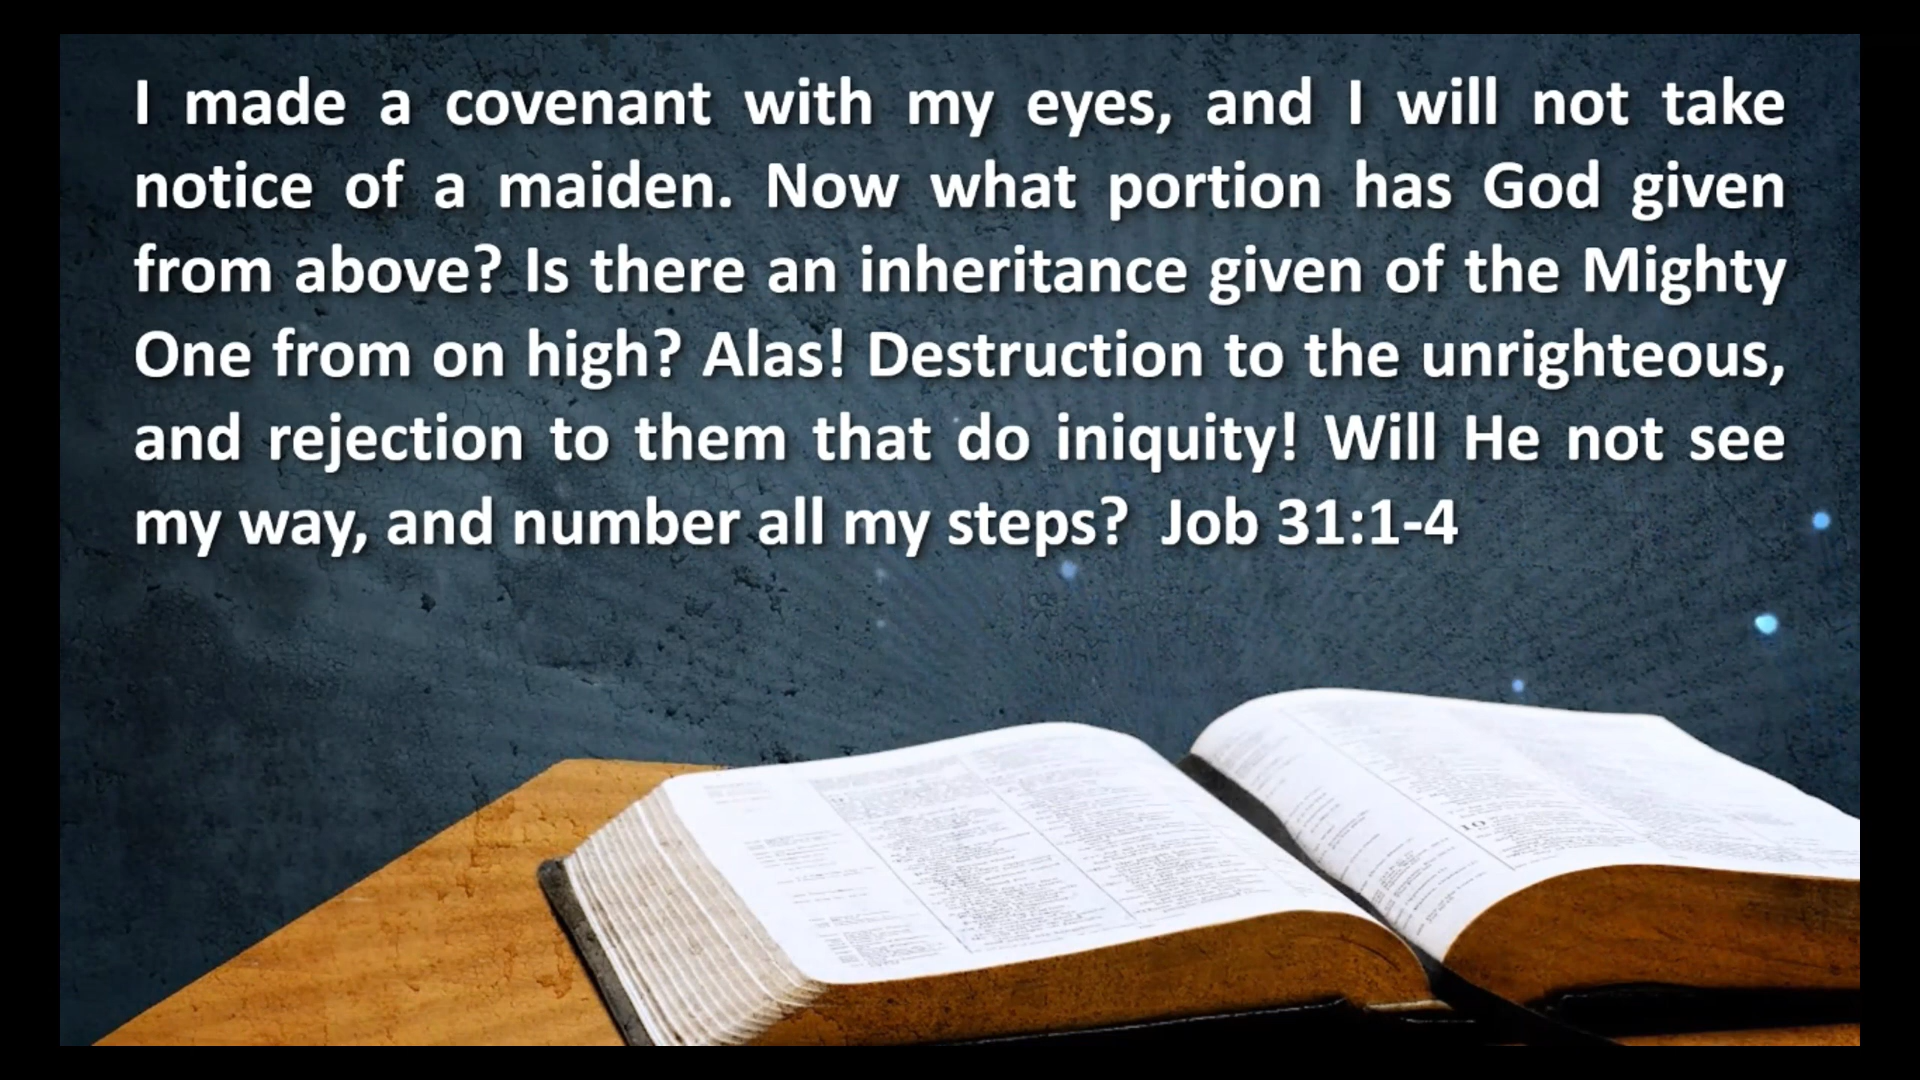 I made a covenant with my eyes, and I will not take
notice of a maiden. Now what portion has God given
from above? Is there an inheritance given of the Mighty
One from on high? Alas! Destruction to the unrighteous,
and rejection to them that do iniquity! Will He not see
my way, and number all my steps?  Job 31:1-4
10